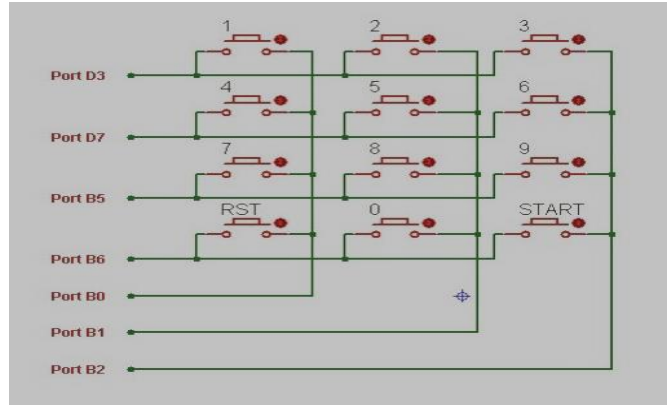 1 2 3
Port D3
4 5 6
Port D7
7 8 9
Port B5
RST 0 START
Port B6
Port B0
Port B1
Port B2